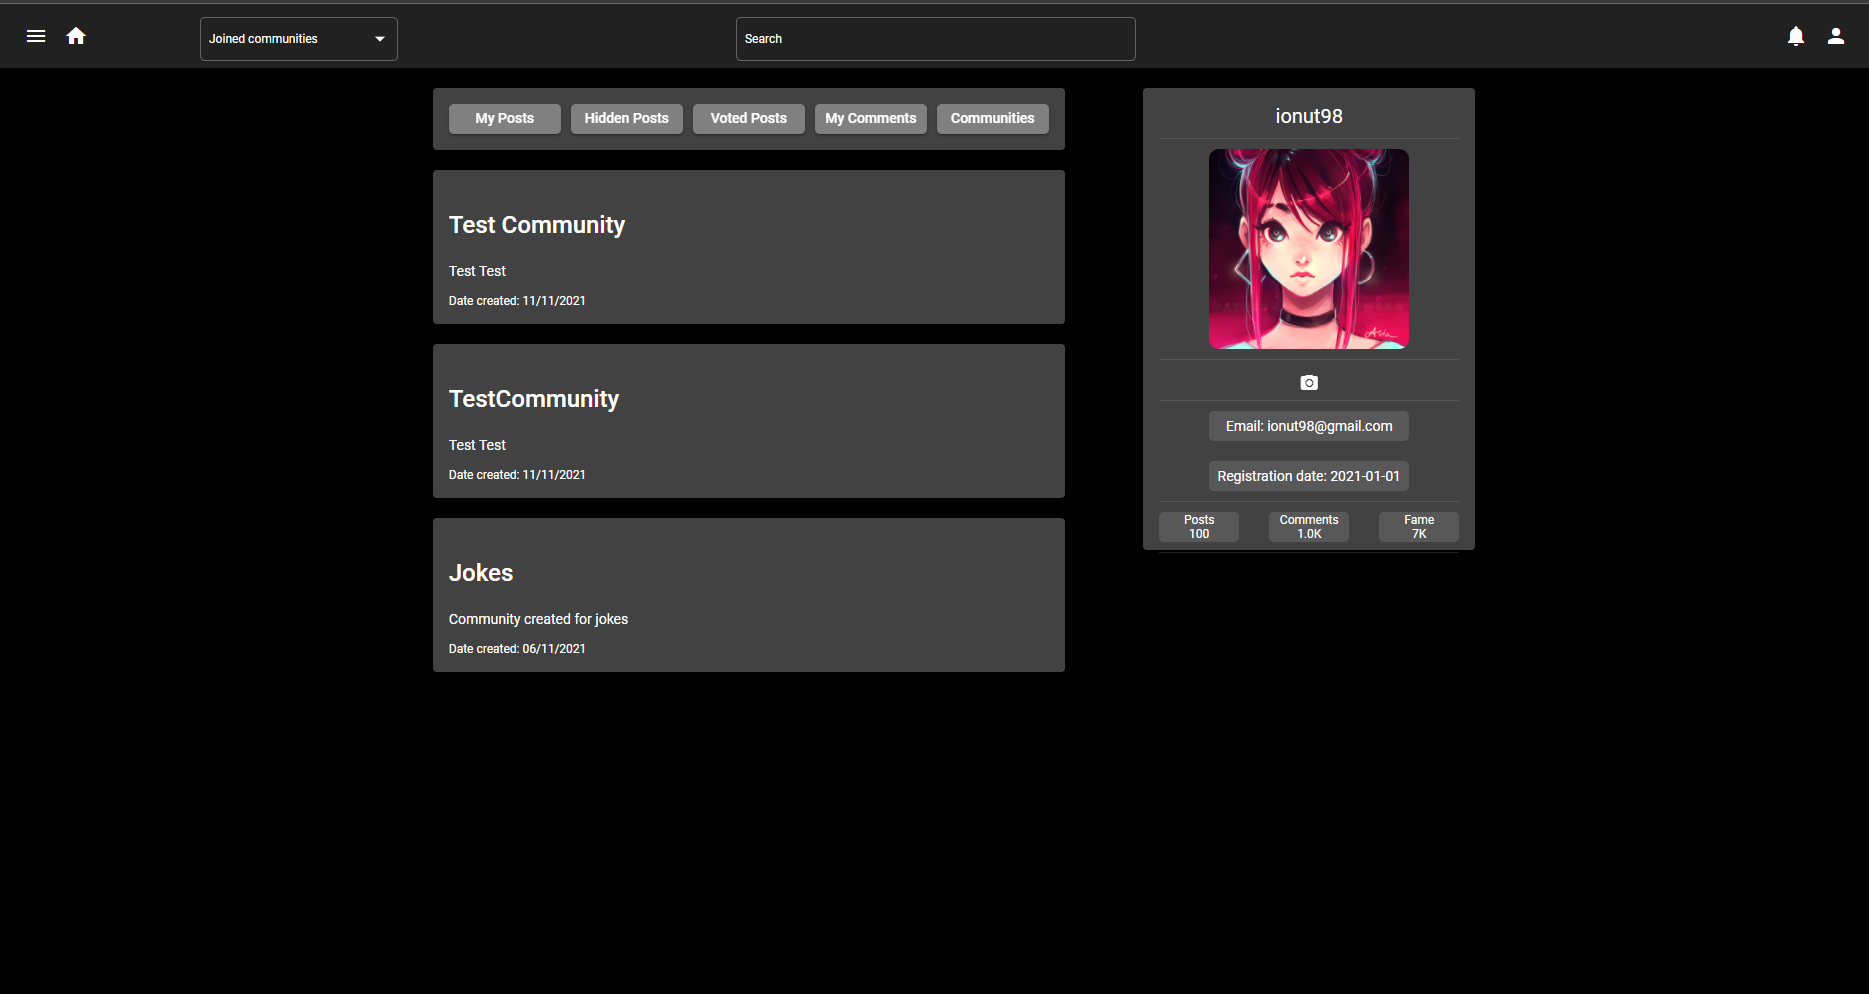 Joined communities
Search
My Posts
Hidden Posts
Voted Posts
My Comments
Communities
Test Community
Test Test
Date created: 11/11/2021
TestCommunity
Test Test
Date created: 11/11/2021
Jokes
Community created for jokes
Date created: 06/11/2021
ionut98
Email: ionut98@gmail.com
Registration date: 2021-01-01
Posts
100
Comments
1.0K
Fame
7K